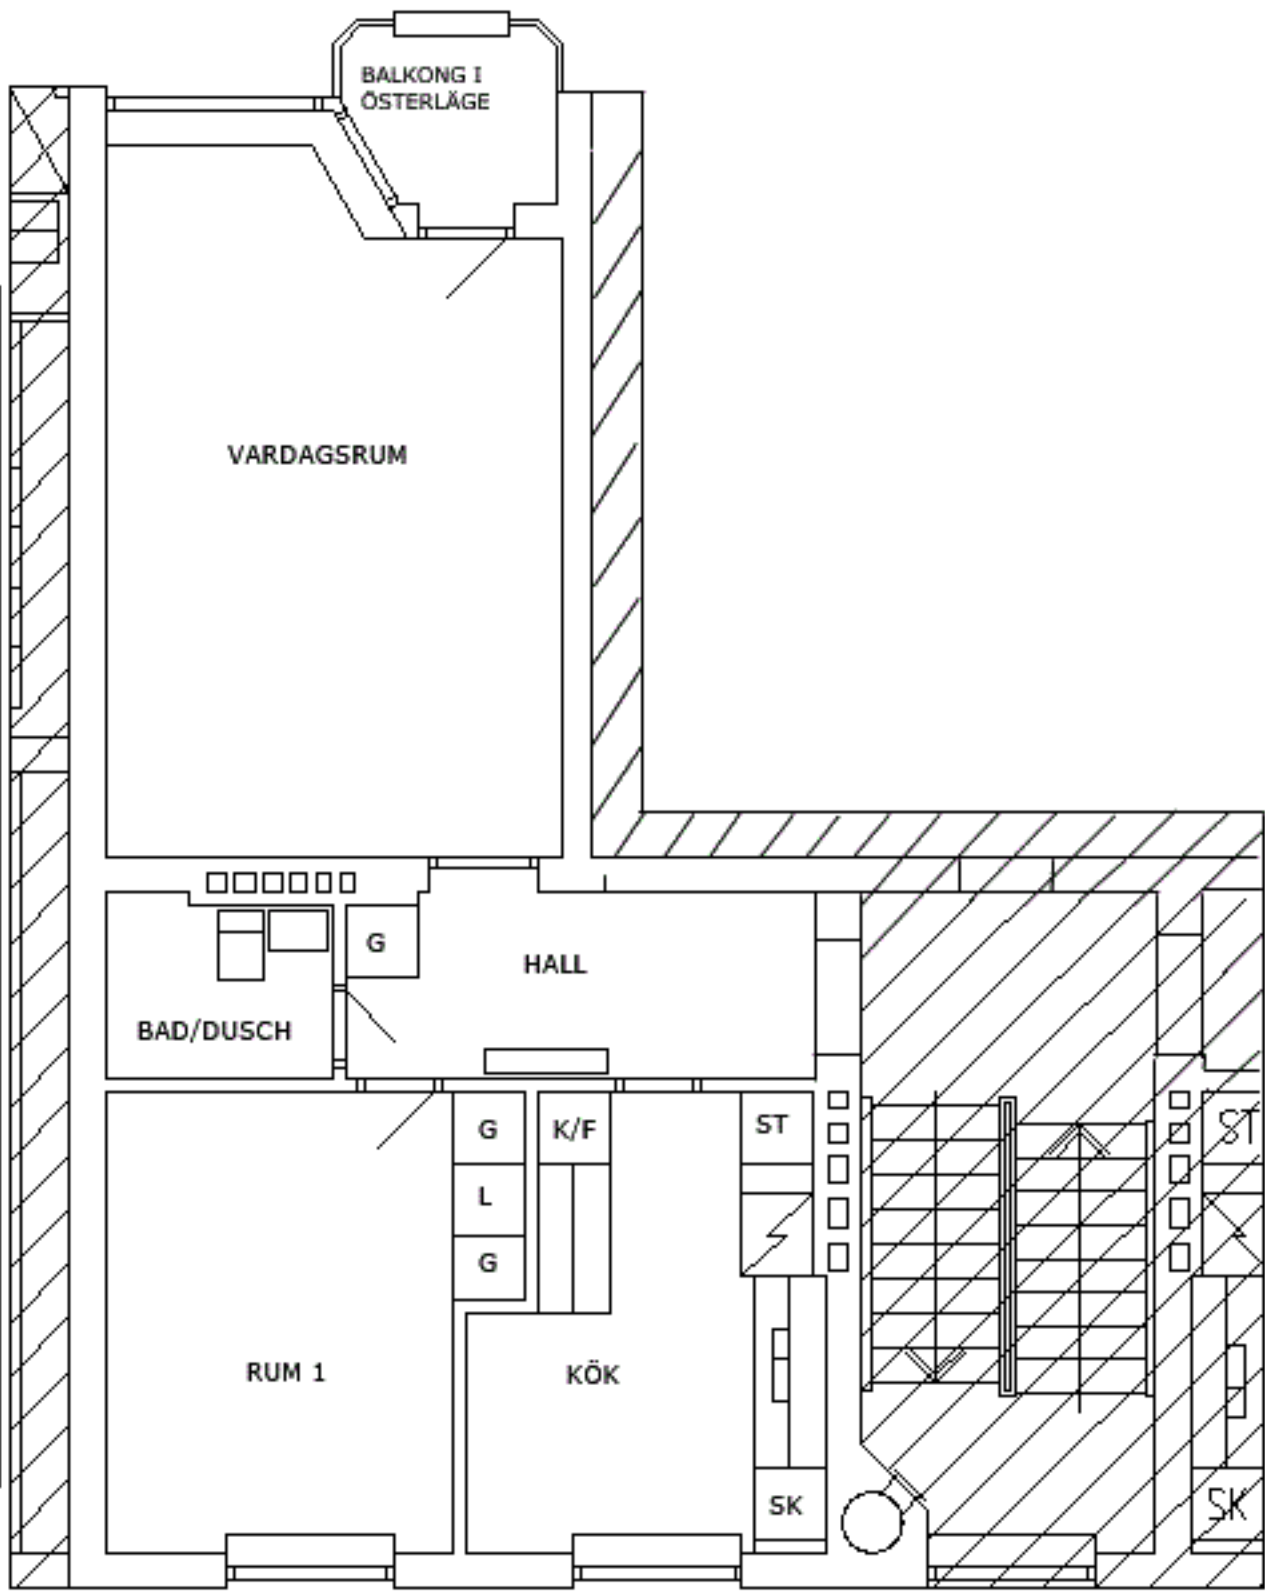 BALKONG I
ÖSTERLÄGE
VARDAGSRUM
G
HALL
BAD/DUSCH
G
K/F
ST
ST
L
G
RUM 1
KÖK
SK
SK